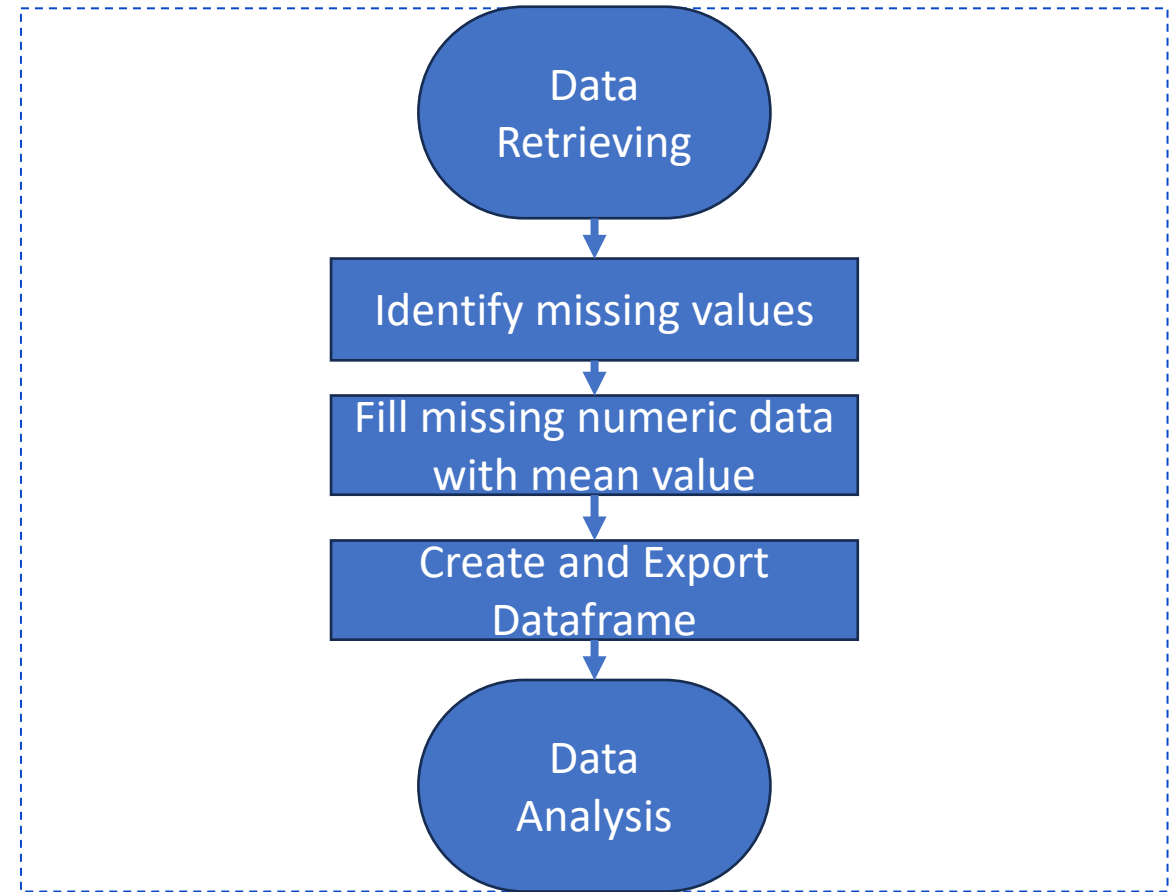 Data
Retrieving
Identify missing values
Fill missing numeric data
with mean value
Create and Export
Dataframe
Data
Analysis